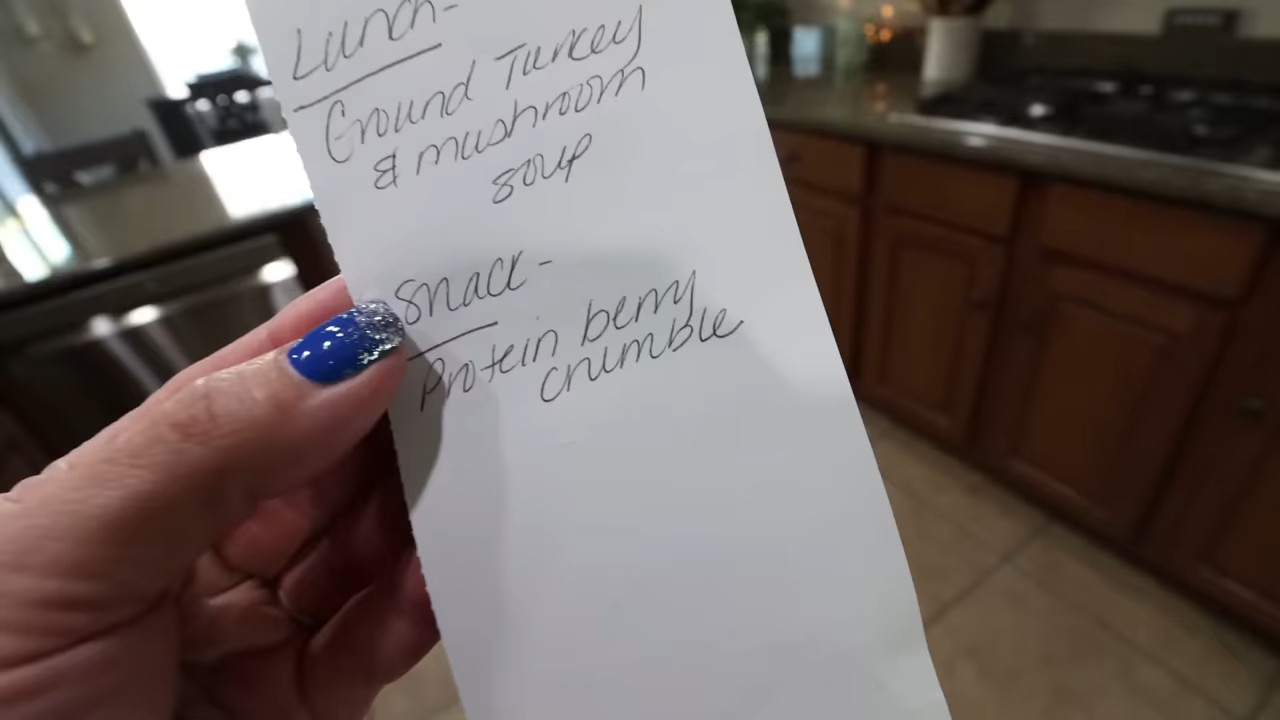 Lunch-
Ground Turkey
& mushroom
soup
Snack-
Protein berry
crumble